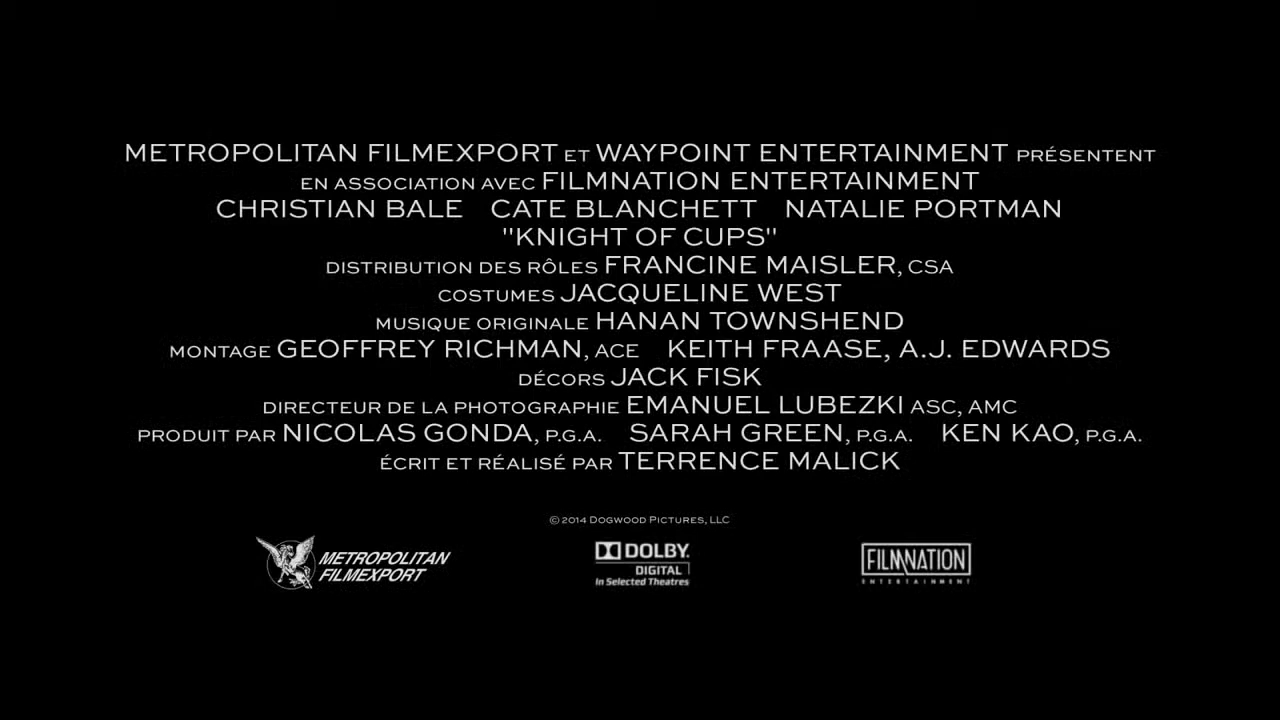 METROPOLITAN FILMEXPORT ET WAYPOINT ENTERTAINMENT PRÉSENTENT
EN ASSOCIATION AVEC FILMNATION ENTERTAINMENT
CHRISTIAN BALE CATE BLANCHETT NATALIE PORTMAN
"KNIGHT OF CUPS"
DISTRIBUTION DES RÔLES FRANCINE MAISLER, CSA
COSTUMES JACQUELINE WEST
MUSIQUE ORIGINALE HANAN TOWNSHEND
MONTAGE GEOFFREY RICHMAN, ACE KEITH FRAASE, A.J. EDWARDS
DÉCORS JACK FISK
DIRECTEUR DE LA PHOTOGRAPHIE EMANUEL LUBEZKI ASC, AMC
PRODUIT PAR NICOLAS GONDA, P.G.A. SARAH GREEN, P.G.A. KEN KAO, P.G.A.
ÉCRIT ET RÉALISÉ PAR TERRENCE MALICK
© 2014 DOGWOOD PICTURES, LLC
METROPOLITAN
FILMEXPORT
DOLBY
DIGITAL
In Selected Theatres
FILMNATION
ENTERTAINMENT